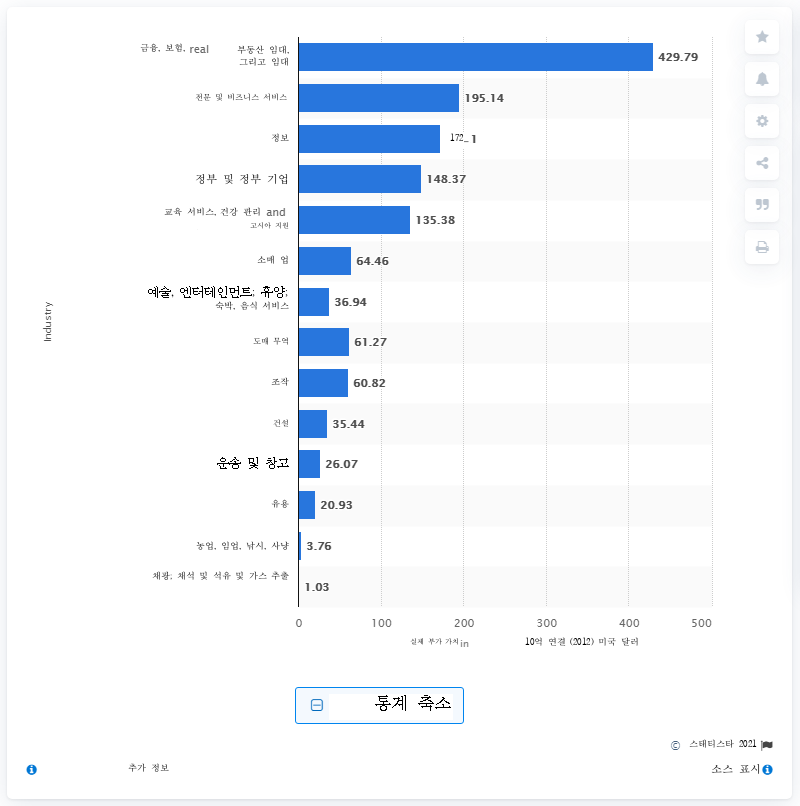 금융, 보험, real 부동산 임대,
그리고 임대
429.79
전문 및 비즈니스 서비스
195.14
정보
172_1
정부 및 정부 기업
148.37
교육 서비스, 건강 관리 and
고시아 지원
135.38
소매 업
64.46
예술, 엔터테인먼트; 휴양;
숙박, 음식 서비스
36.94
도매 무역
61.27
조작
60.82
건설
35.44
운송 및 창고
26.07
유용
20.93
농업, 임업, 낚시, 사냥
3.76
채광; 채석 및 석유 및 가스 추출
1.03
Industry
0 100 200 300 400 500
실제 부가 가치 in 10억 연결 (2012) 미국 달러
통계 축소
© 스태티스타 2021
추가 정보
소스 표시